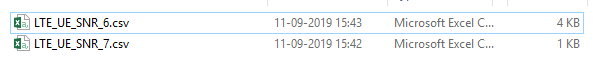 LTE_UE_SNR_6.csv 11-09-2019 15:43 Microsoft Excel C... 4 KB
LTE_UE_SNR_7.csv 11-09-2019 15:42 Microsoft Excel C... 1 KB